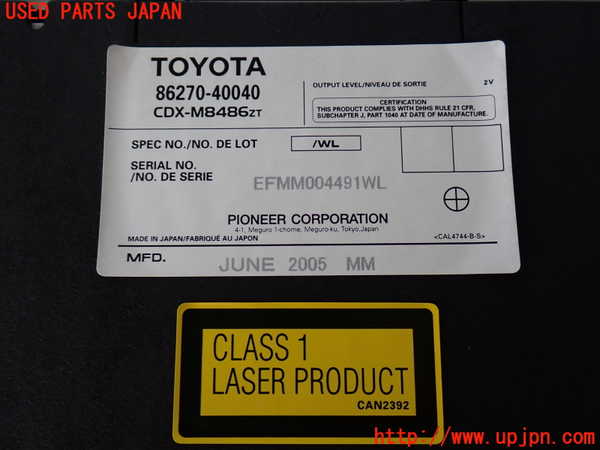 USED PARTS JAPAN
TOYOTA
86270-40040
CDX-M8486ZT
OUTPUT LEVEL/NIVEAU DE SORTIE 2V
CERTIFICATION
THIS PRODUCT COMPLIES WITH DHHS RULE 21 CFR,
SUBCHAPTER J, PART 1040 AT DATE OF MANUFACTURE.
SPEC NO./NO. DE LOT /WL
SERIAL NO.
/NO. DE SERIE
EFMM004491WL
PIONEER CORPORATION
4-1, Meguro 1-chome, Meguro-ku, Tokyo,Japan
MADE IN JAPAN/FABRIQUÉ AU JAPON
<CAL4744-B-S>
MFD. JUNE 2005 MM
CLASS 1
LASER PRODUCT
CAN2392
http://www.upjpn.com/